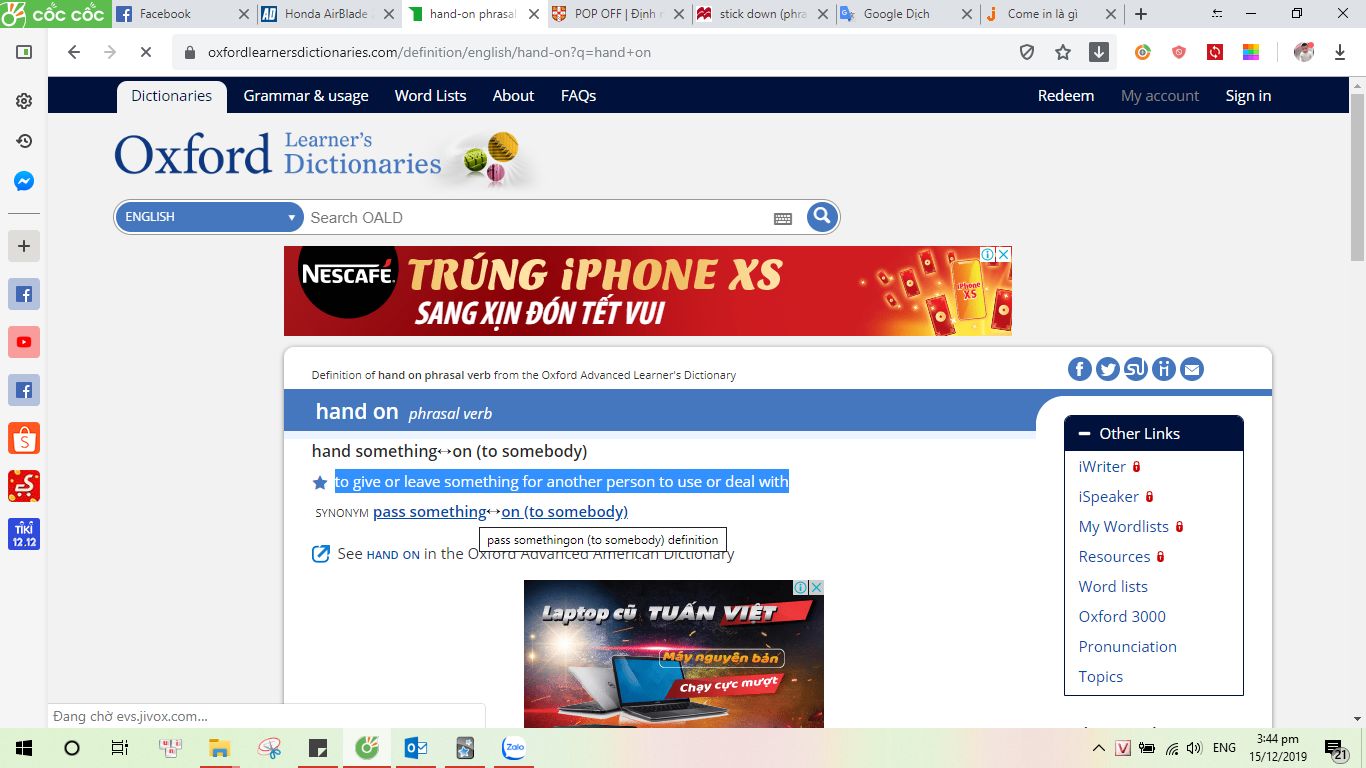 cốc cốc
Facebook
Honda AirBlade
hand-on phrasal
POP OFF | Định n
stick down (phra
Google Dịch
Come in là gì
oxfordlearnersdictionaries.com/definition/english/hand-on?q=hand+on
Dictionaries Grammar & usage Word Lists About FAQs Redeem My account Sign in
Oxford Learner's Dictionaries
ENGLISH Search OALD
NESCAFÉ. TRÚNG iPHONE XS
SANG XỊN ĐÓN TẾT VUI
iPhone XS
Definition of hand on phrasal verb from the Oxford Advanced Learner's Dictionary
hand on phrasal verb
hand something↔on (to somebody)
to give or leave something for another person to use or deal with
SYNONYM pass something↔on (to somebody)
pass somethingon (to somebody) definition
See HAND ON in the Oxford Advanced American Dictionary
Other Links
iWriter
iSpeaker
My Wordlists
Resources
Word lists
Oxford 3000
Pronunciation
Topics
Laptop cũ TUẤN VIỆT
Máy nguyên bản
Chạy cực mượt
TIKI
12.12
Đang chờ evs.jivox.com...
Zalo
V
ENG
3:44 pm
15/12/2019
21